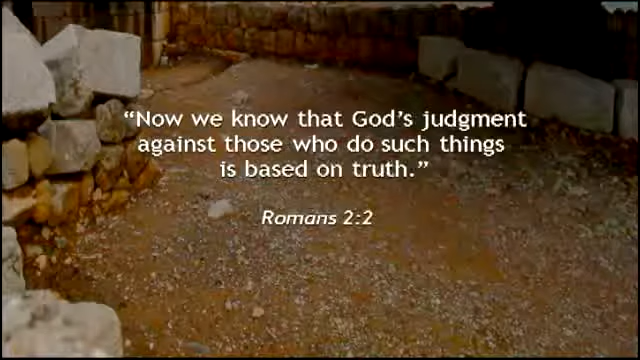 “Now we know that God’s judgment
against those who do such things
is based on truth.”
Romans 2:2